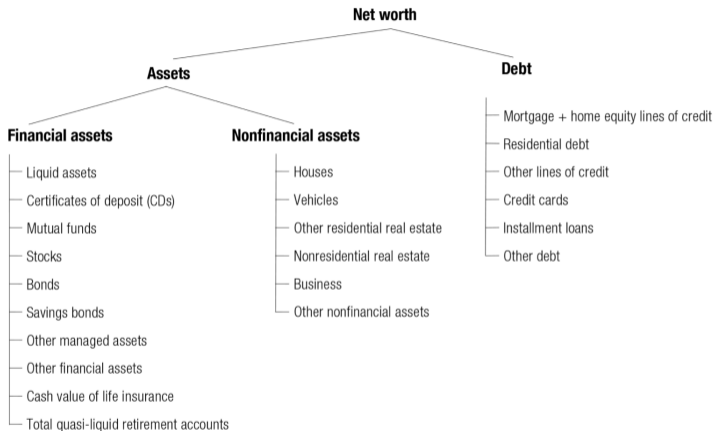 Net worth
Assets
Debt
Financial assets
Liquid assets
Certificates of deposit (CDs)
Mutual funds
Stocks
Bonds
Savings bonds
Other managed assets
Other financial assets
Cash value of life insurance
Total quasi-liquid retirement accounts
Nonfinancial assets
Houses
Vehicles
Other residential real estate
Nonresidential real estate
Business
Other nonfinancial assets
Mortgage + home equity lines of credit
Residential debt
Other lines of credit
Credit cards
Installment loans
Other debt